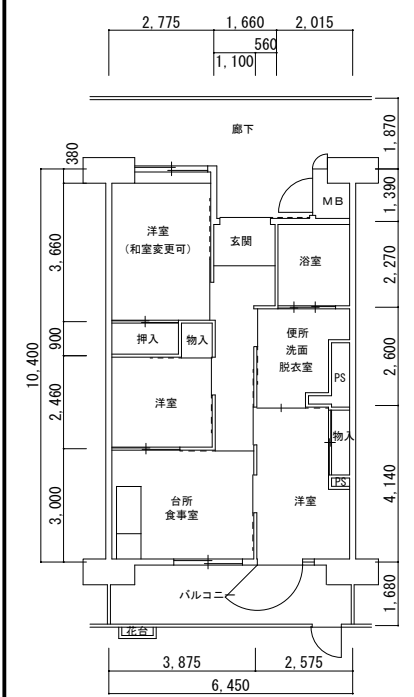 2,775 1,660 2,015
560
1,100
廊下
1,870
380
MB
1,390
洋室
(和室変更可)
玄関
浴室
3,660
2,270
押入
物入
便所
洗面
脱衣室
900
10,400
2,600
PS
洋室
2,460
物入
台所
食事室
洋室
PS
3,000
4,140
バルコニー
1,680
花台
3,875 2,575
6,450